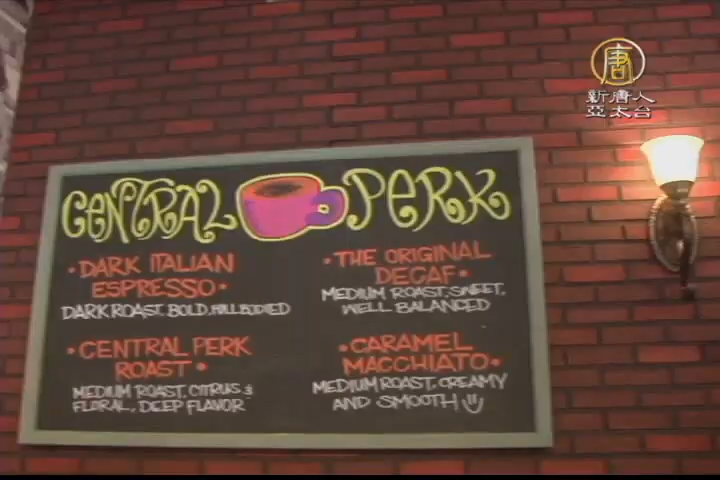 唐
新唐人
亞太台
CENTRAL PERK
• DARK ITALIAN
ESPRESSO •
DARK ROAST, BOLD, FULL BODIED
• THE ORIGINAL
DECAF •
MEDIUM ROAST, SWEET,
WELL BALANCED
• CENTRAL PERK
ROAST •
MEDIUM ROAST, CITRUS &
FLORAL, DEEP FLAVOR
• CARAMEL
MACCHIATO •
MEDIUM ROAST, CREAMY
AND SMOOTH